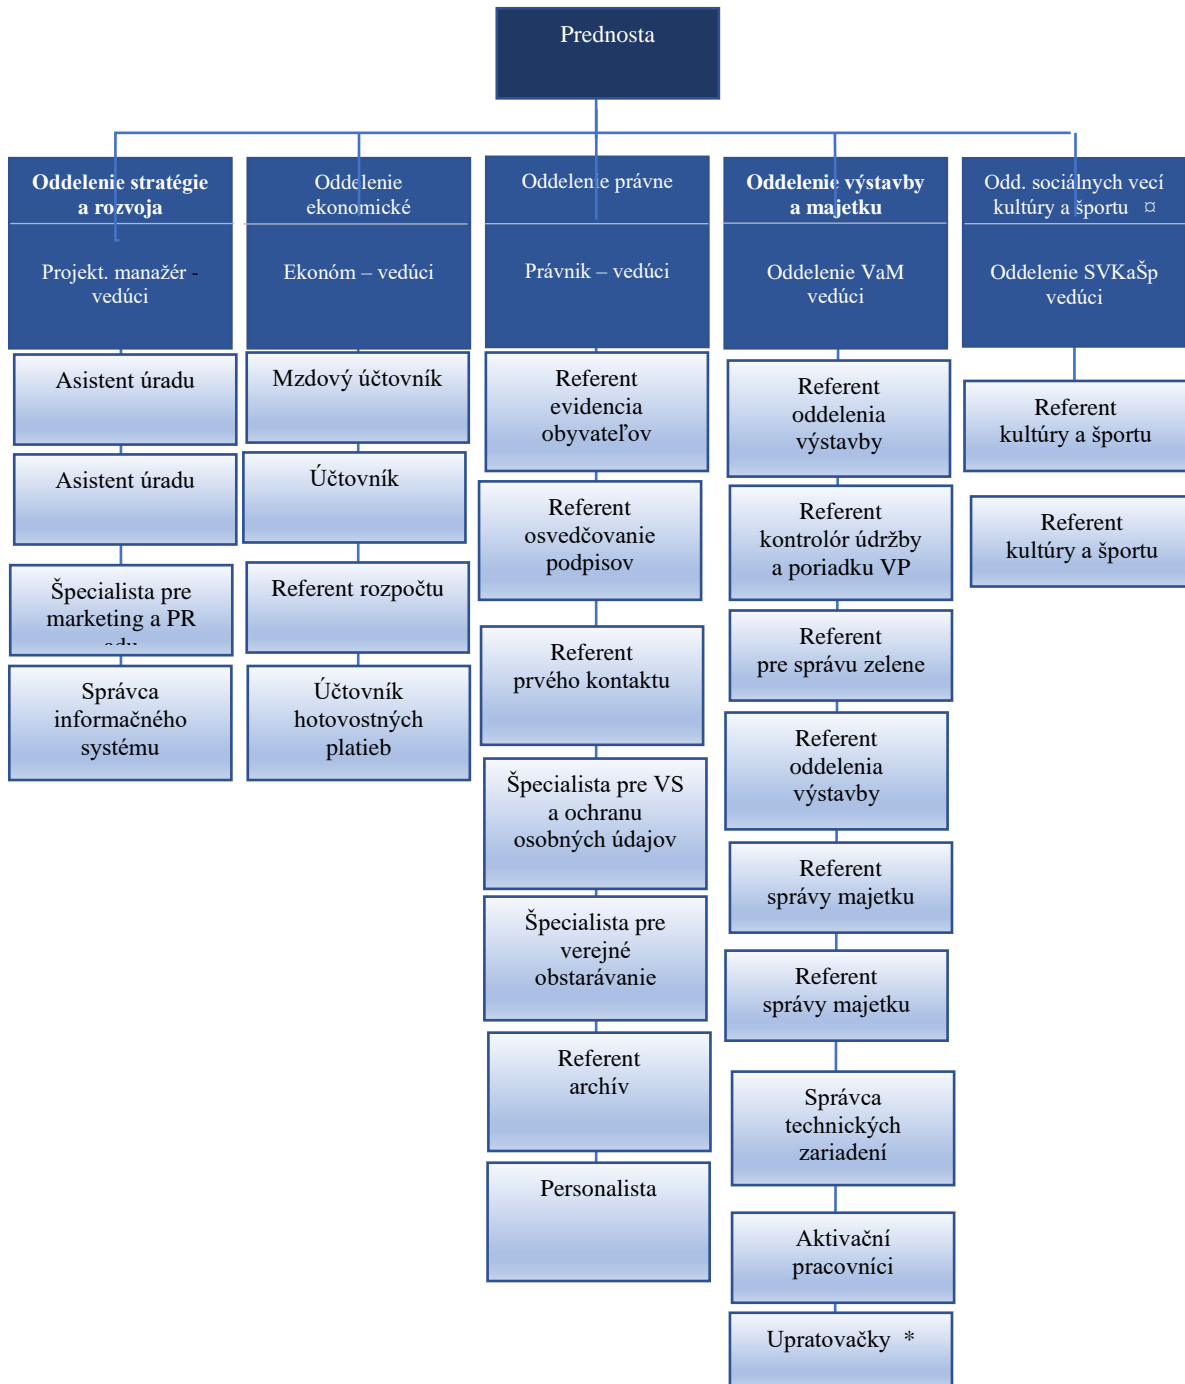 Prednosta
Oddelenie stratégie
a rozvoja
Projekt. manažér -
vedúci
Asistent úradu
Asistent úradu
Špecialista pre
marketing a PR
Správca
informačného
systému
Oddelenie
ekonomické
Ekonóm – vedúci
Mzdový účtovník
Účtovník
Referent rozpočtu
Účtovník
hotovostných
platieb
Oddelenie právne
Právnik – vedúci
Referent
evidencia
obyvateľov
Referent
osvedčovanie
podpisov
Referent
prvého kontaktu
Špecialista pre VS
a ochranu
osobných údajov
Špecialista pre
verejné
obstarávanie
Referent
archív
Personalista
Oddelenie výstavby
a majetku
Oddelenie VaM
vedúci
Referent
oddelenia
výstavby
Referent
kontrolór údržby
a poriadku VP
Referent
pre správu zelene
Referent
oddelenia
výstavby
Referent
správy majetku
Referent
správy majetku
Správca
technických
zariadení
Aktivační
pracovníci
Upratovačky *
Odd. sociálnych vecí
kultúry a športu ¤
Oddelenie SVKaŠp
vedúci
Referent
kultúry a športu
Referent
kultúry a športu